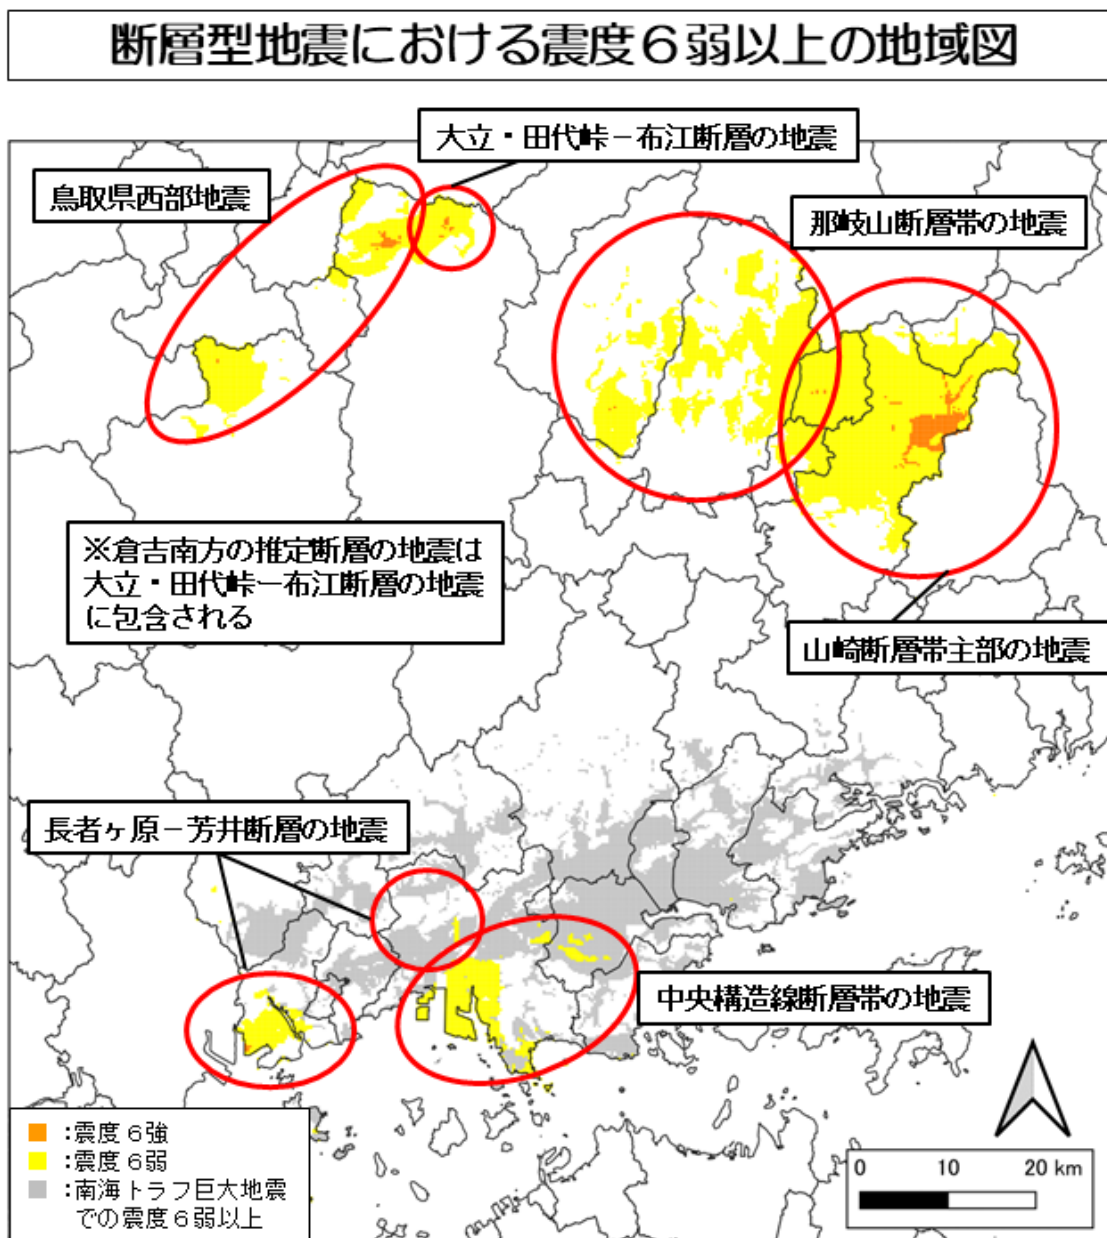 断層型地震における震度６弱以上の地域図
大立・田代峠－布江断層の地震
鳥取県西部地震
那岐山断層帯の地震
※倉吉南方の推定断層の地震は
大立・田代峠ー布江断層の地震
に包含される
山崎断層帯主部の地震
長者ヶ原－芳井断層の地震
中央構造線断層帯の地震
:震度６強
:震度６弱
:南海トラフ巨大地震
での震度６弱以上
0 10 20 km